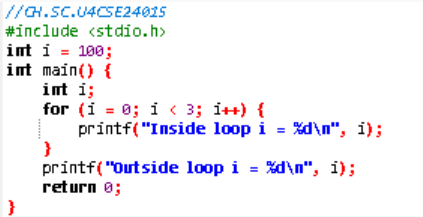 //CH.SC.U4CSE24015
#include <stdio.h>
int i = 100;
int main() {
    int i;
    for (i = 0; i < 3; i++) {
        printf("Inside loop i = %d\n", i);
    }
    printf("Outside loop i = %d\n", i);
    return 0;
}